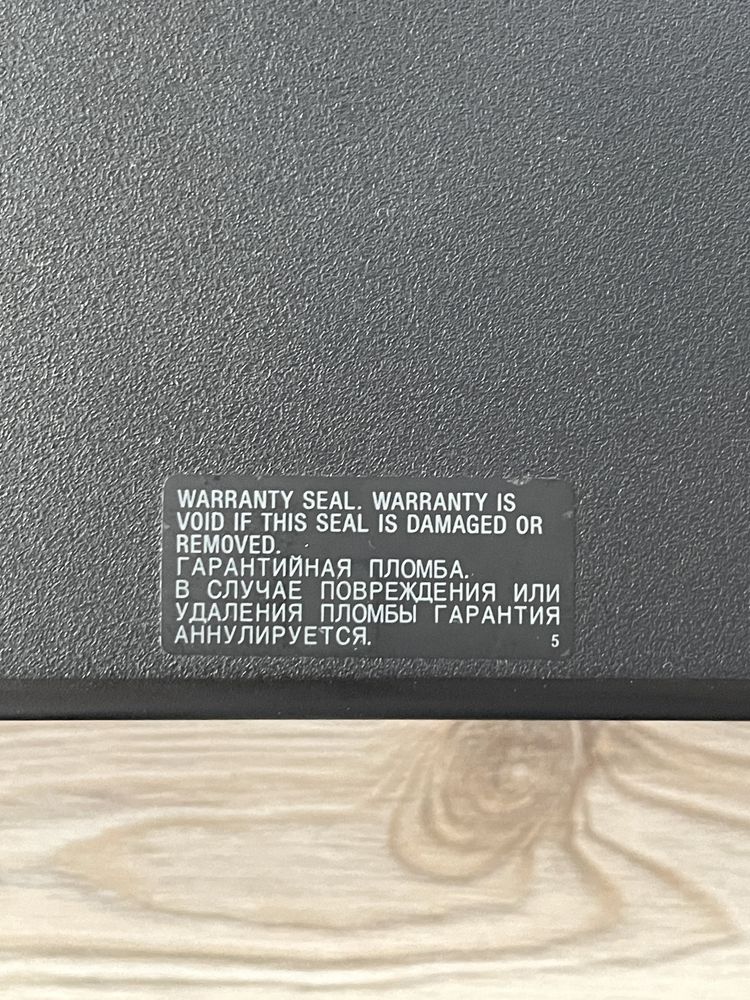 WARRANTY SEAL. WARRANTY IS
VOID IF THIS SEAL IS DAMAGED OR
REMOVED.
ГАРАНТИЙНАЯ ПЛОМБА.
В СЛУЧАЕ ПОВРЕЖДЕНИЯ ИЛИ
УДАЛЕНИЯ ПЛОМБЫ ГАРАНТИЯ
АННУЛИРУЕТСЯ. 5